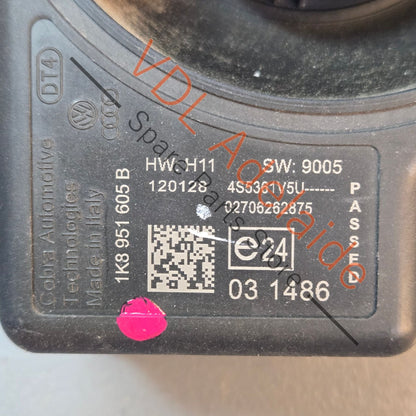 DT4
Cobra Automotive
Technologies
Made in Italy
1K8 951 605 B
HW: H11 SW: 9005
120128 4S5361V5U------
02706262875
e24
03 1486
PASSED
VDL Adelaide
Spare Parts Store